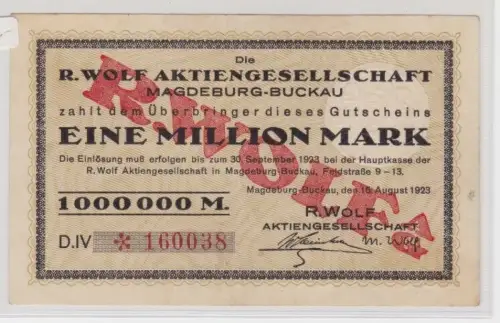 Die
R. WOLF AKTIENGESELLSCHAFT
MAGDEBURG-BUCKAU
zahlt dem Überbringer dieses Gutscheins
EINE MILLION MARK
Die Einlösung muß erfolgen bis zum 30. September 1923 bei der Hauptkasse der
R. Wolf Aktiengesellschaft in Magdeburg-Buckau, Feldstraße 9-13.
Magdeburg-Buckau, den 16. August 1923
1000000 M.
R. WOLF
AKTIENGESELLSCHAFT
D.IV * 160038
R.WOLF